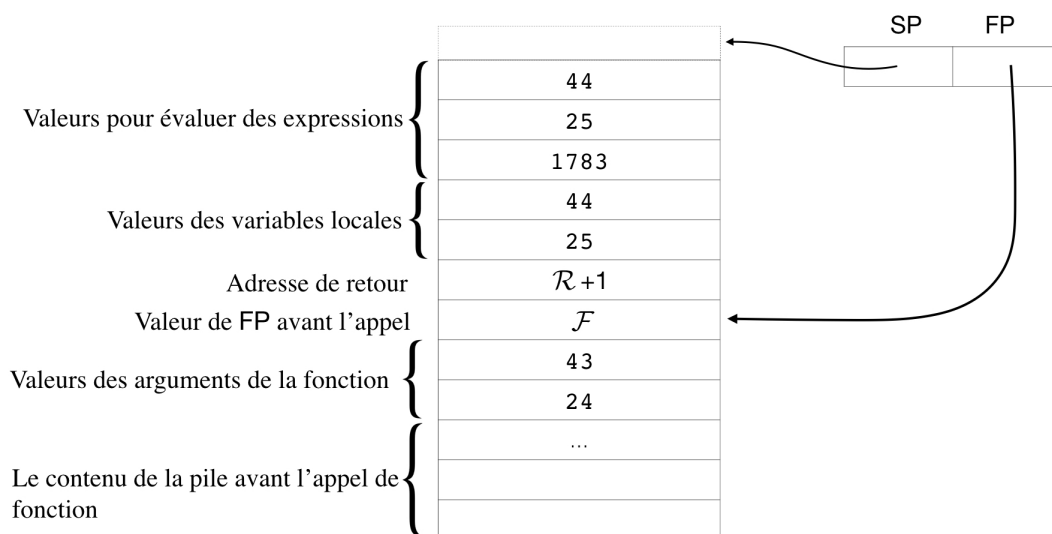 SP FP
44
Valeurs pour évaluer des expressions 25
1783
44
Valeurs des variables locales
25
Adresse de retour ℛ+1
Valeur de FP avant l'appel ℱ
43
Valeurs des arguments de la fonction
24
...
Le contenu de la pile avant l'appel de
fonction